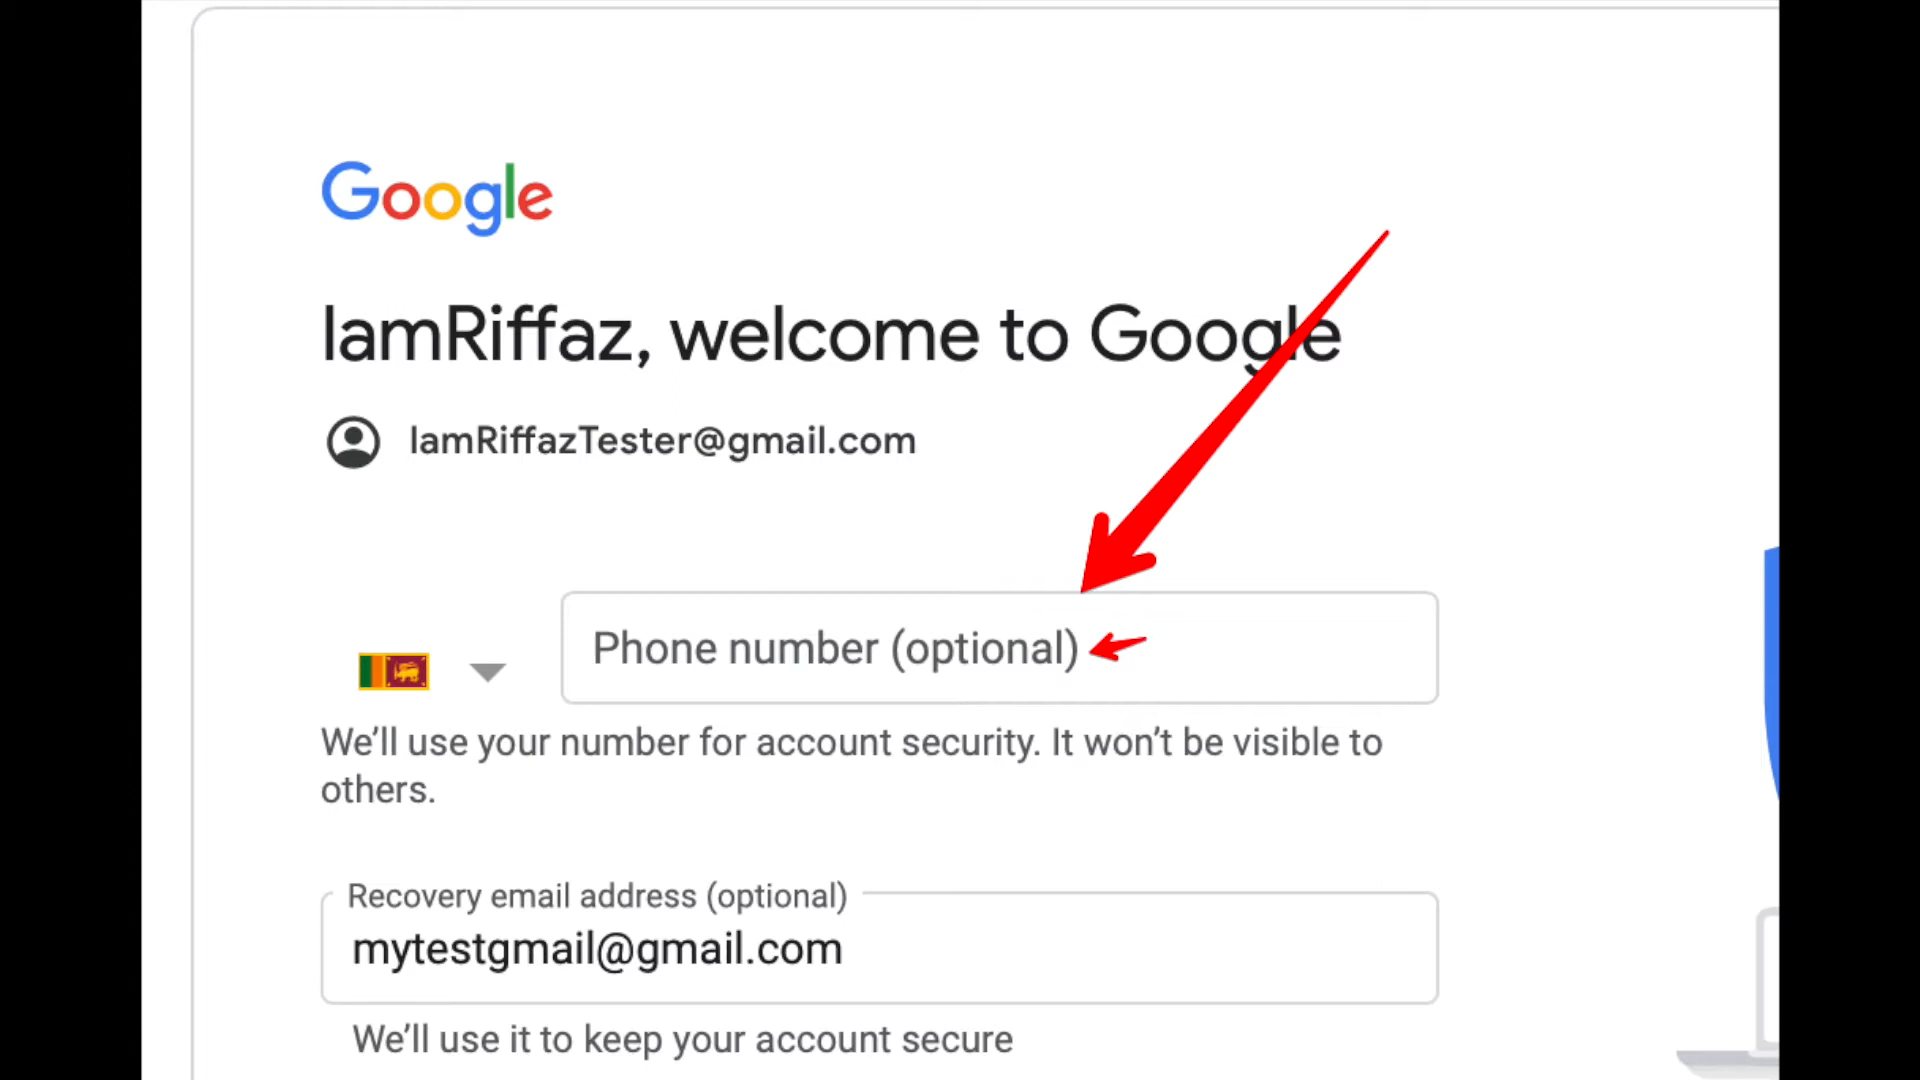 Google
IamRiffaz, welcome to Google
IamRiffazTester@gmail.com
Phone number (optional)
We’ll use your number for account security. It won’t be visible to
others.
Recovery email address (optional)
mytestgmail@gmail.com
We’ll use it to keep your account secure